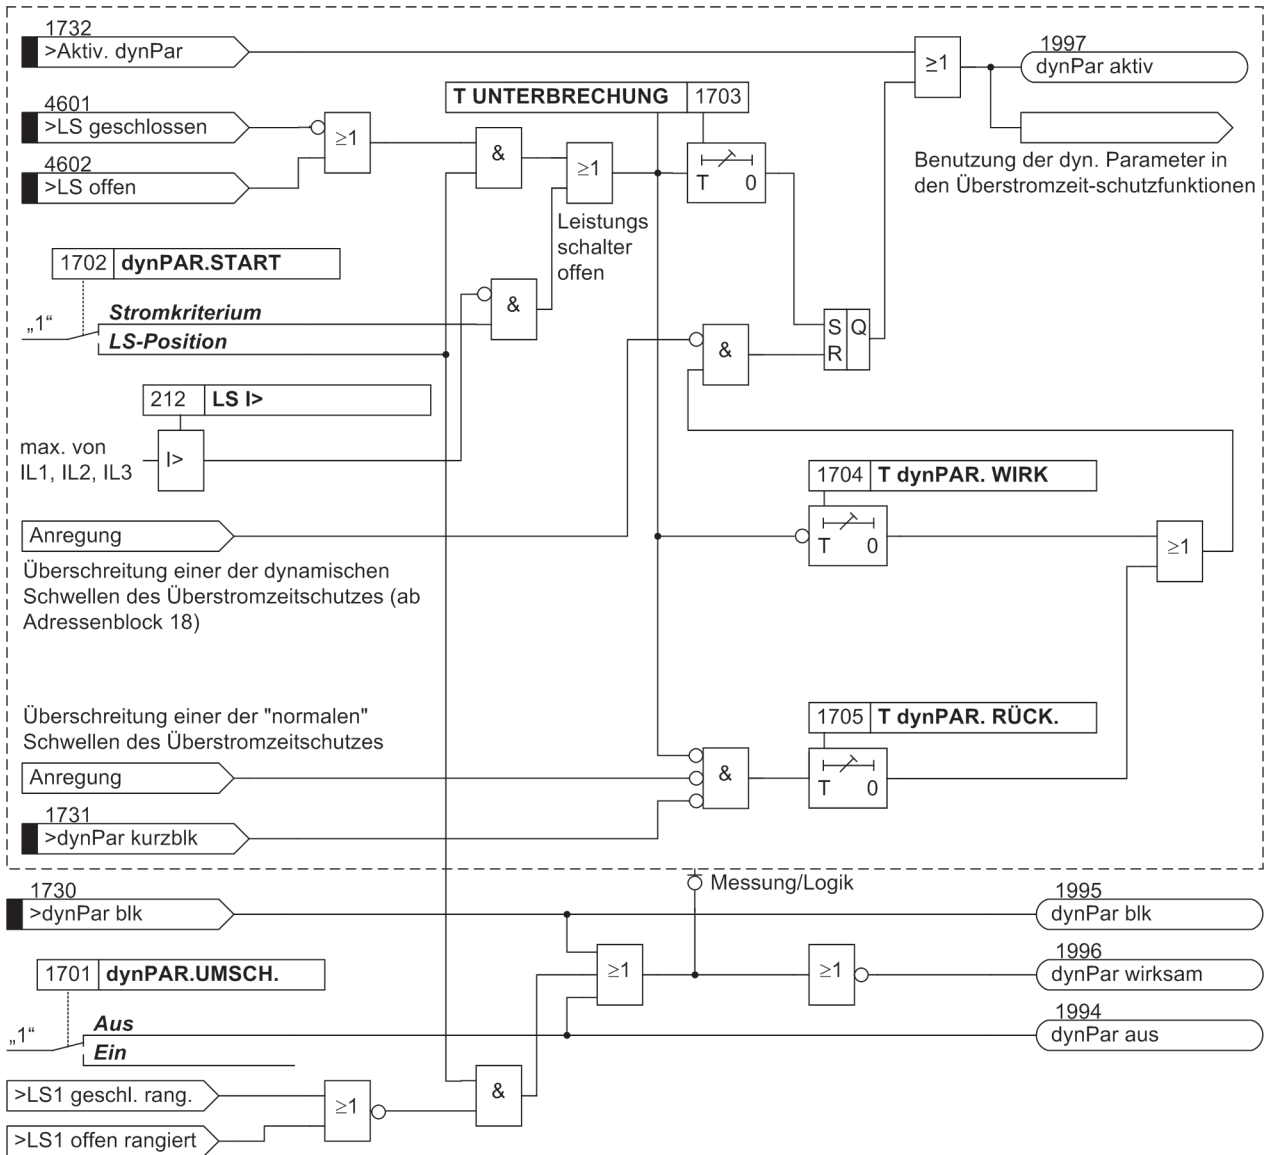 1732
>Aktiv. dynPar
≥1
1997
dynPar aktiv
T UNTERBRECHUNG 1703
4601
>LS geschlossen
≥1
4602
>LS offen
&
≥1
T 0
Benutzung der dyn. Parameter in
den Überstromzeit-schutzfunktionen
Leistungs
schalter
offen
1702 dynPAR.START
&
„1“
Stromkriterium
LS-Position
S Q
R
&
212 LS I>
max. von
IL1, IL2, IL3
I>
1704 T dynPAR. WIRK
Anregung
T 0
≥1
Überschreitung einer der dynamischen
Schwellen des Überstromzeitschutzes (ab
Adressenblock 18)
Überschreitung einer der "normalen"
Schwellen des Überstromzeitschutzes
1705 T dynPAR. RÜCK.
Anregung
&
T 0
1731
>dynPar kurzblk
Messung/Logik
1730
>dynPar blk
1995
dynPar blk
1701 dynPAR.UMSCH.
≥1
≥1
1996
dynPar wirksam
„1“
Aus
Ein
1994
dynPar aus
>LS1 geschl. rang.
≥1
&
>LS1 offen rangiert